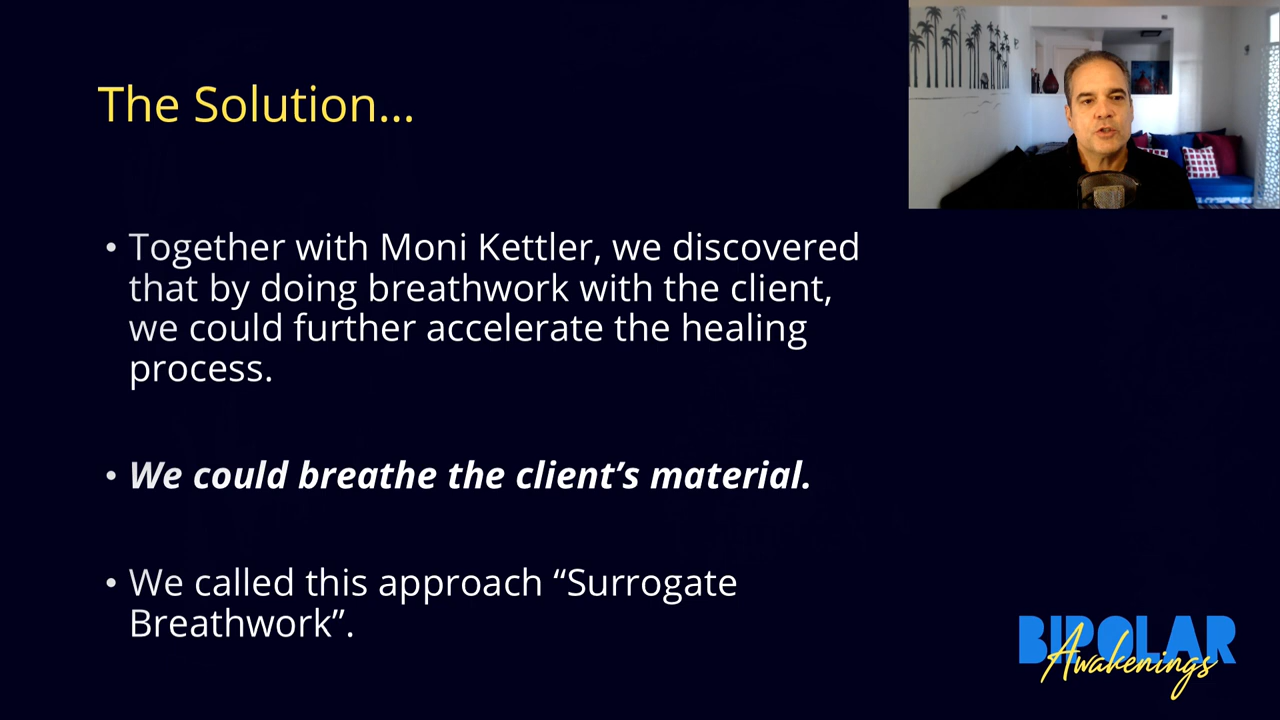 The Solution...
• Together with Moni Kettler, we discovered
that by doing breathwork with the client,
we could further accelerate the healing
process.
• We could breathe the client’s material.
• We called this approach “Surrogate
Breathwork”.
BIPOLAR
Awakenings